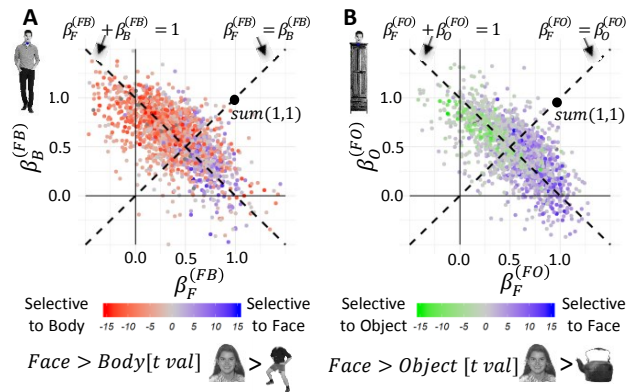 A
β_F^(FB) + β_B^(FB) = 1
β_F^(FB) = β_B^(FB)
sum(1,1)
β_B^(FB)
1.0
0.5
0.0
0.0 0.5 1.0
β_F^(FB)
Selective to Body
-15 -10 -5 0 5 10 15
Selective to Face
Face > Body[t val]
>
B
β_F^(FO) + β_O^(FO) = 1
β_F^(FO) = β_O^(FO)
sum(1,1)
β_O^(FO)
1.0
0.5
0.0
0.0 0.5 1.0
β_F^(FO)
Selective to Object
-15 -10 -5 0 5 10 15
Selective to Face
Face > Object [t val]
>